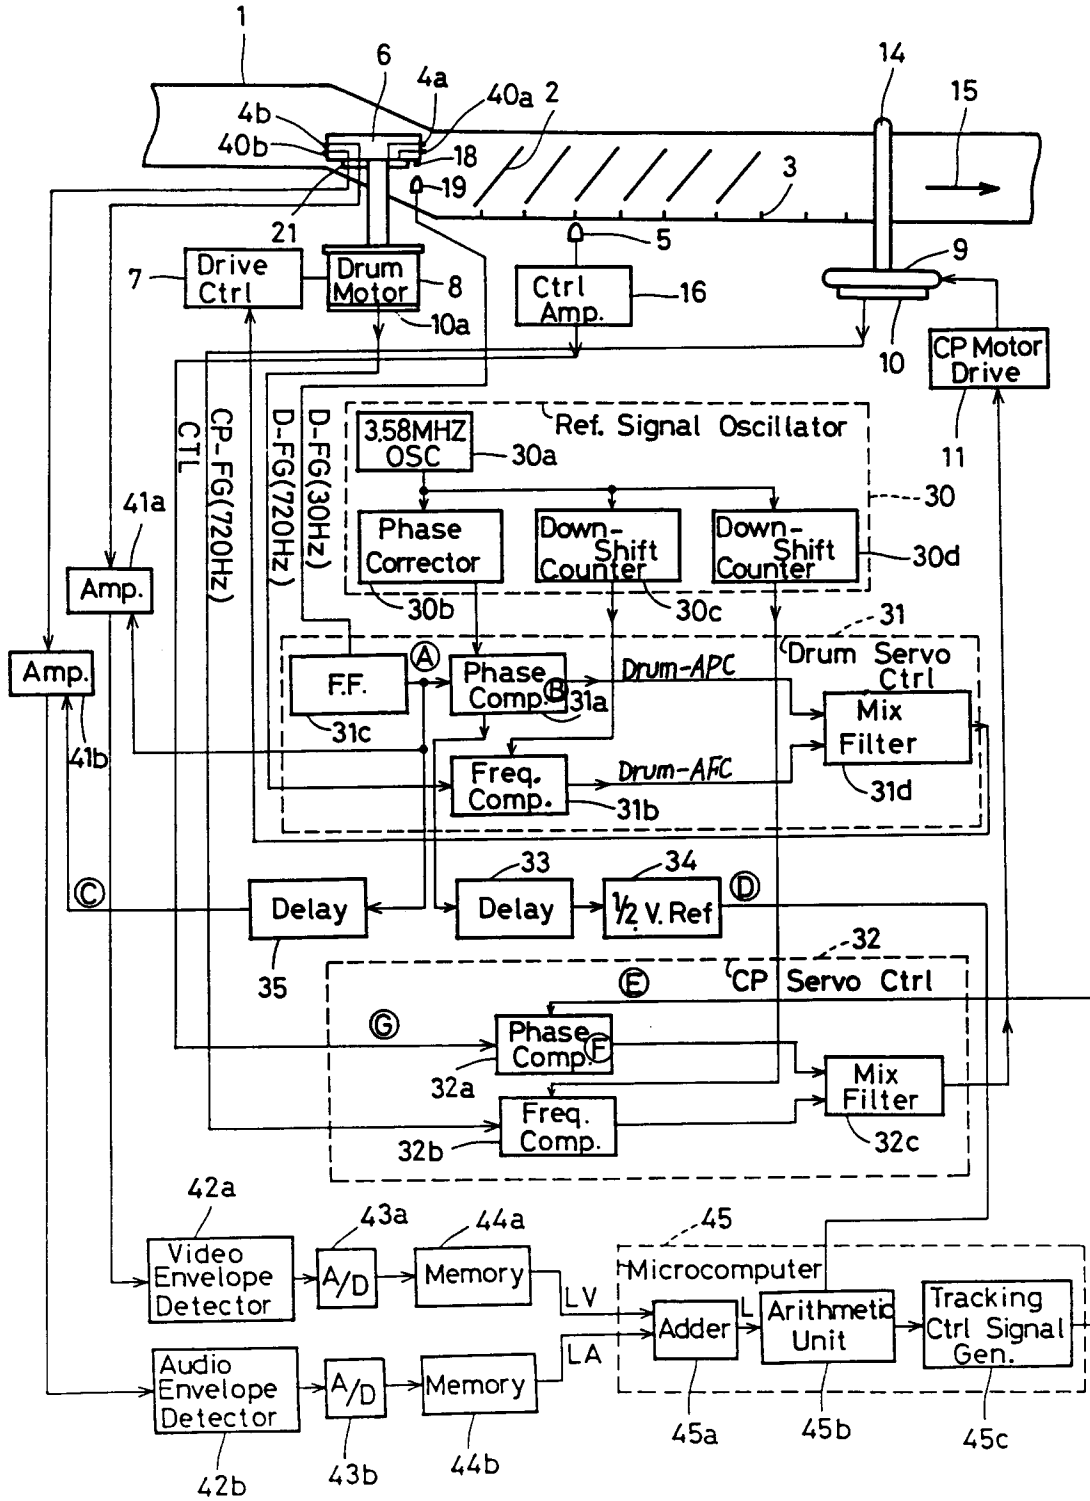 1
6
4a
40a
2
14
15
4b
40b
18
19
3
21
5
9
7
Drive
Ctrl
Drum
Motor
8
10a
Ctrl
Amp.
16
10
CP Motor
Drive
11
CTL
CP-FG(720Hz)
D-FG(720Hz)
D-FG(30Hz)
3.58MHZ
OSC
30a
Ref. Signal Oscillator
30
Phase
Corrector
30b
Down-
Shift
Counter
30c
Down-
Shift
Counter
30d
41a
Amp.
Amp.
41b
31
Drum Servo
Ctrl
F.F.
31c
A
Phase
Comp.
B
31a
Drum-APC
Mix
Filter
31d
Freq.
Comp.
31b
Drum-AFC
C
Delay
35
33
Delay
34
1/2 V. Ref
D
32
CP Servo Ctrl
E
G
Phase
Comp.
F
32a
Freq.
Comp.
32b
Mix
Filter
32c
42a
Video
Envelope
Detector
43a
A/D
44a
Memory
LV
45
Microcomputer
Adder
45a
L
Arithmetic
Unit
45b
Tracking
Ctrl Signal
Gen.
45c
Audio
Envelope
Detector
42b
A/D
43b
Memory
44b
LA